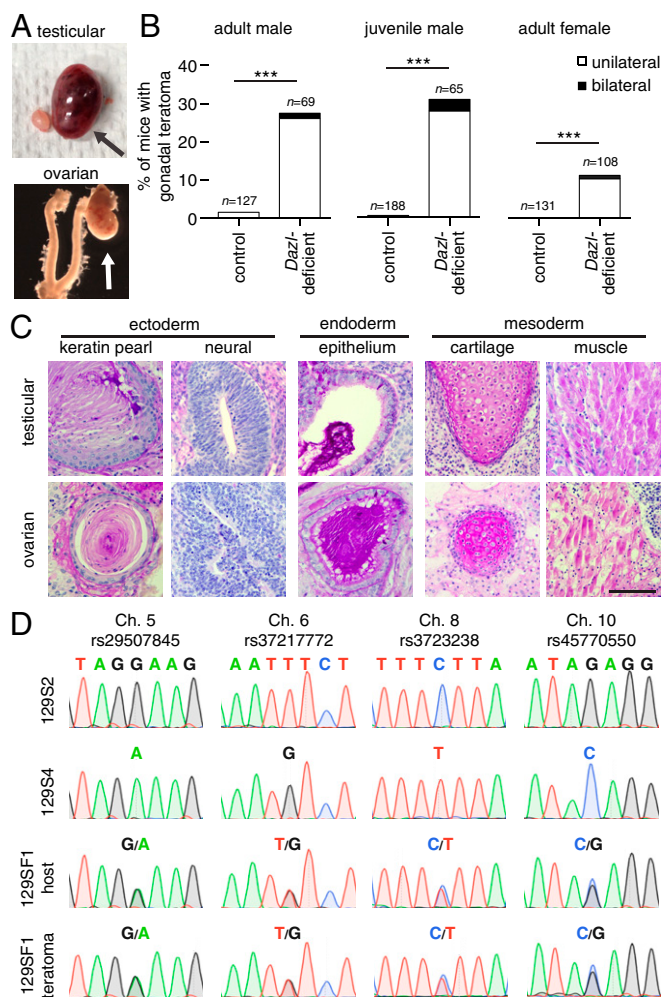 A
testicular
ovarian
B
adult male
juvenile male
adult female
unilateral
bilateral
% of mice with
gonadal teratoma
40
30
20
10
0
***
n=127
n=69
control
Dazl-
deficient
***
n=188
n=65
control
Dazl-
deficient
***
n=131
n=108
control
Dazl-
deficient
C
ectoderm
endoderm
mesoderm
keratin pearl
neural
epithelium
cartilage
muscle
testicular
ovarian
D
Ch. 5
rs29507845
Ch. 6
rs37217772
Ch. 8
rs3723238
Ch. 10
rs45770550
129S2
T A G G A A G
A A T T T C T
T T T C T T A
A T A G A G G
129S4
A
G
T
C
129SF1
host
G/A
T/G
C/T
C/G
129SF1
teratoma
G/A
T/G
C/T
C/G